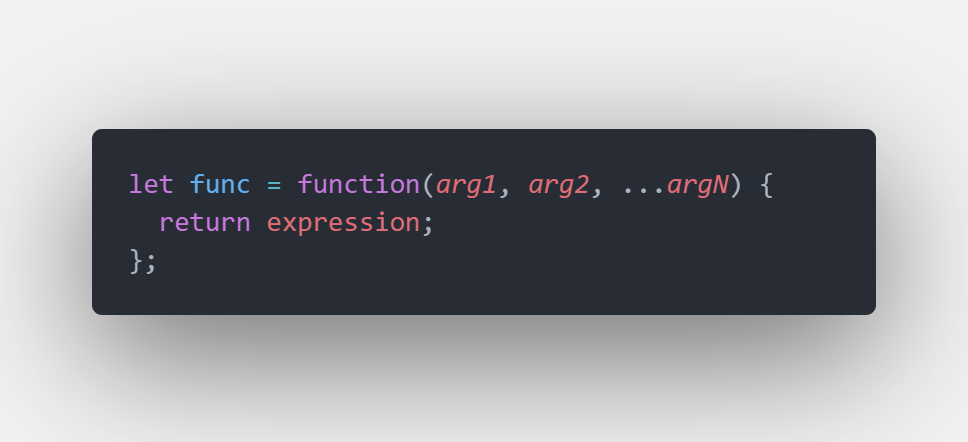 let func = function(arg1, arg2, ...argN) {
  return expression;
};